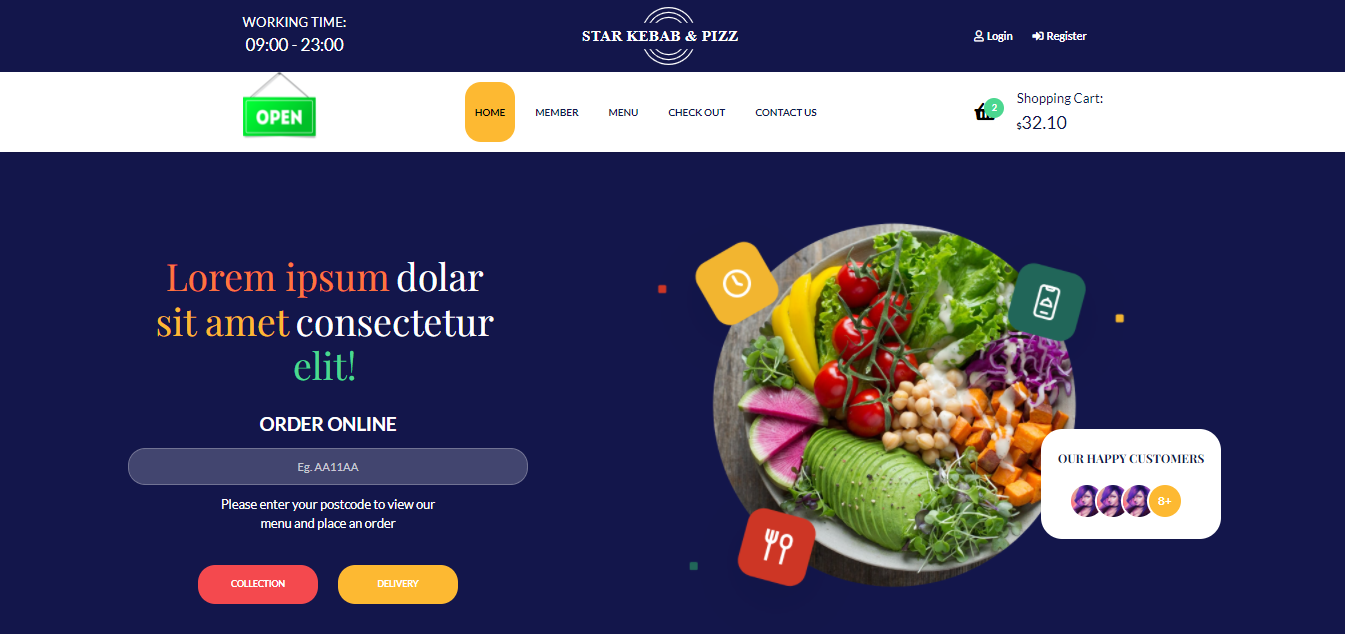 WORKING TIME:
09:00 - 23:00
STAR KEBAB & PIZZ
Login
Register
OPEN
HOME
MEMBER
MENU
CHECK OUT
CONTACT US
2
Shopping Cart:
$32.10
Lorem ipsum dolar
sit amet consectetur
elit!
ORDER ONLINE
Eg. AA11AA
Please enter your postcode to view our
menu and place an order
COLLECTION
DELIVERY
OUR HAPPY CUSTOMERS
8+